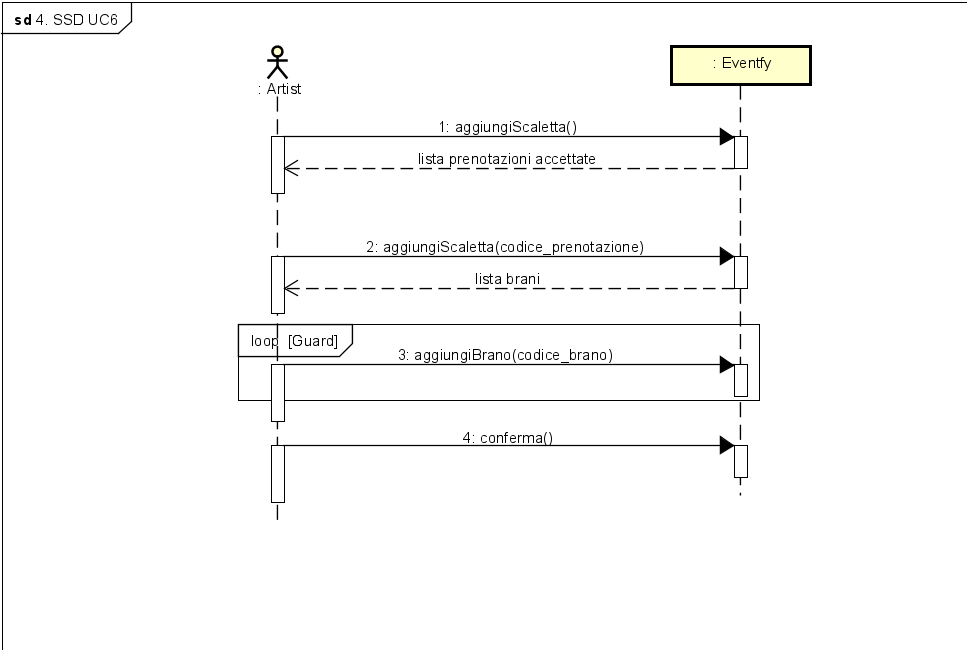 sd 4. SSD UC6
: Artist
: Eventfy
1: aggiungiScaletta()
lista prenotazioni accettate
2: aggiungiScaletta(codice_prenotazione)
lista brani
loop [Guard]
3: aggiungiBrano(codice_brano)
4: conferma()